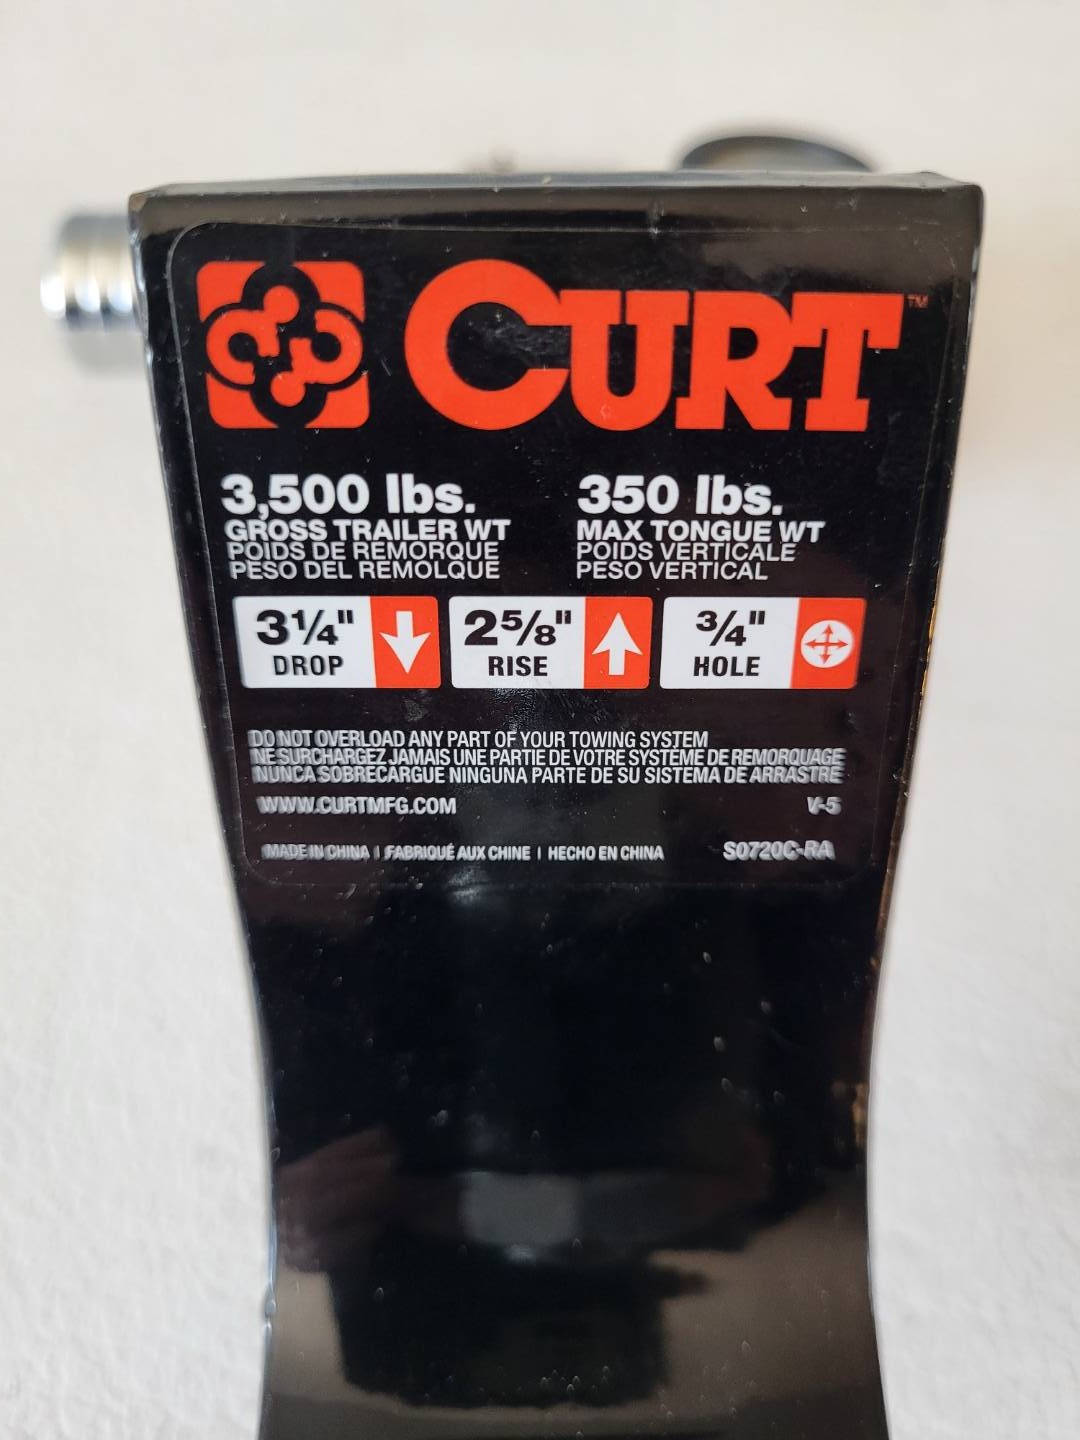 CURT™
3,500 lbs.
GROSS TRAILER WT
POIDS DE REMORQUE
PESO DEL REMOLQUE
350 lbs.
MAX TONGUE WT
POIDS VERTICALE
PESO VERTICAL
3¼"
DROP
2⅝"
RISE
¾"
HOLE
DO NOT OVERLOAD ANY PART OF YOUR TOWING SYSTEM
NE SURCHARGEZ JAMAIS UNE PARTIE DE VOTRE SYSTÈME DE REMORQUAGE
NUNCA SOBRECARGUE NINGUNA PARTE DE SU SISTEMA DE ARRASTRE
WWW.CURTMFG.COM V-5
MADE IN CHINA | FABRIQUÉ AUX CHINE | HECHO EN CHINA S0720C-RA